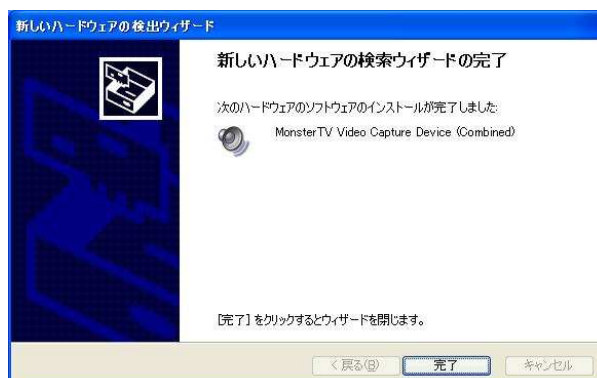 新しいハードウェアの検出ウィザード
新しいハードウェアの検索ウィザードの完了
次のハードウェアのソフトウェアのインストールが完了しました:
MonsterTV Video Capture Device (Combined)
[完了] をクリックするとウィザードを閉じます。
< 戻る(B) 完了 キャンセル